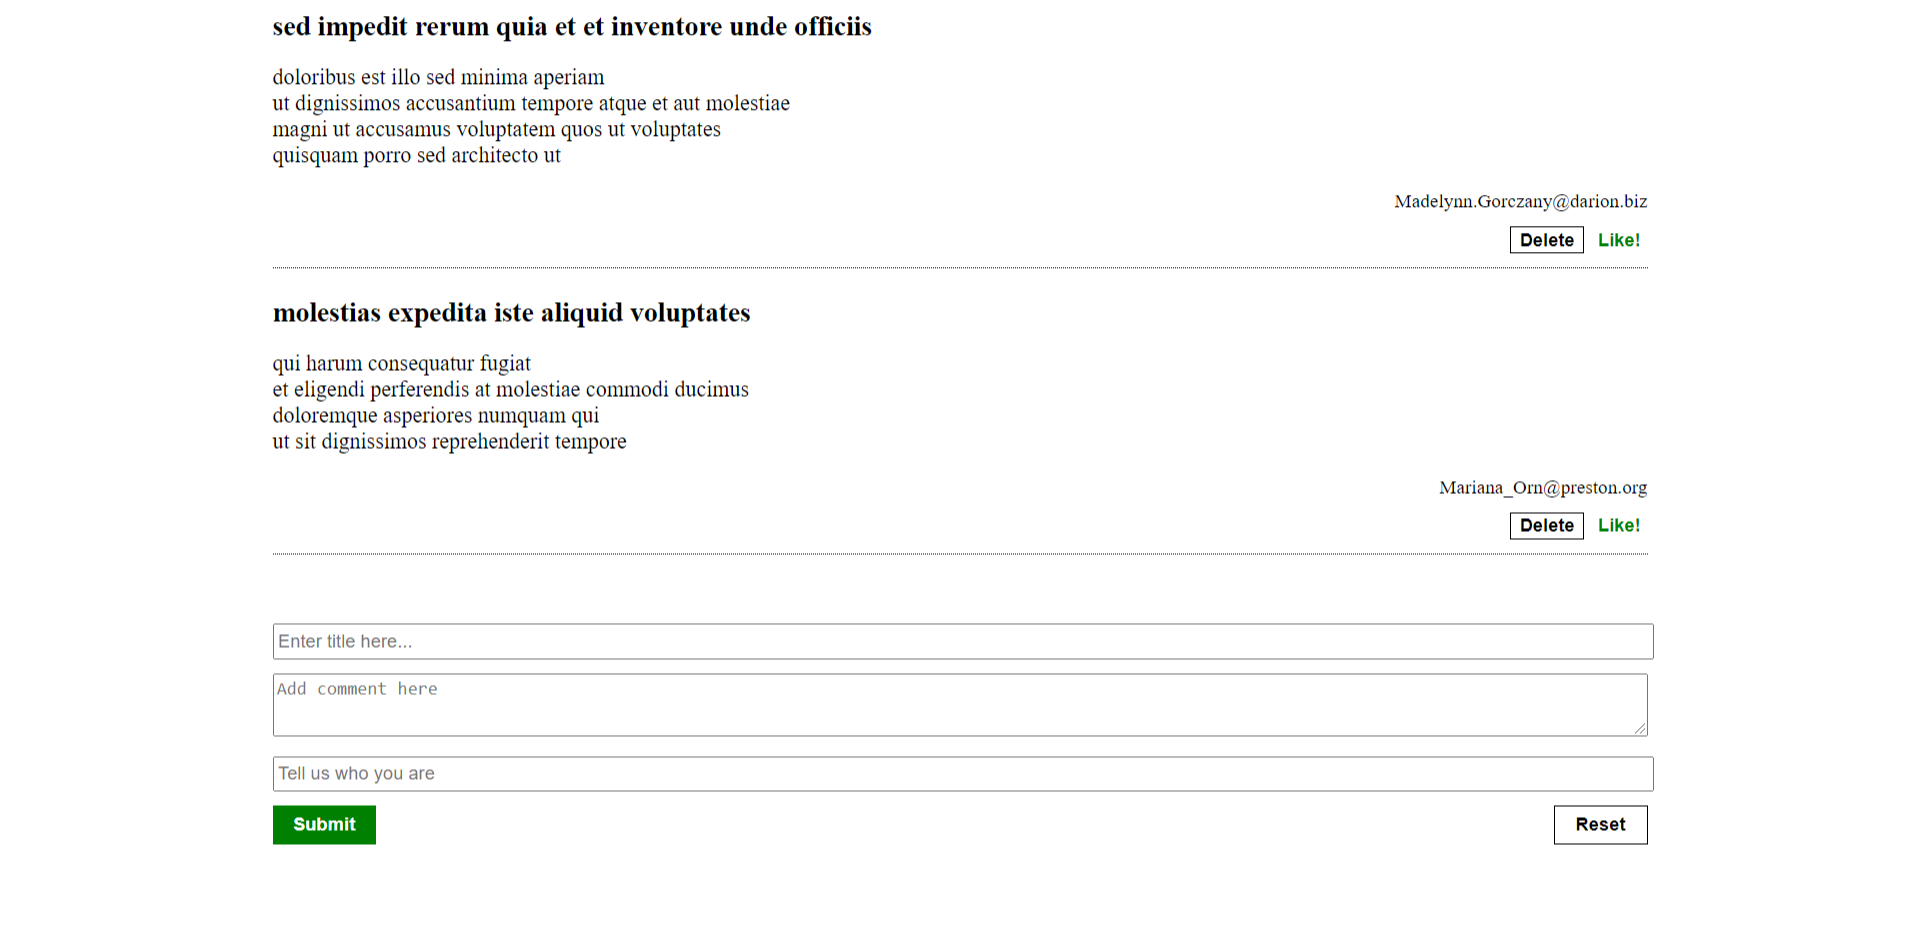 sed impedit rerum quia et et inventore unde officiis
doloribus est illo sed minima aperiam
ut dignissimos accusantium tempore atque et aut molestiae
magni ut accusamus voluptatem quos ut voluptates
quisquam porro sed architecto ut
Madelynn.Gorczany@darion.biz
Delete Like!
molestias expedita iste aliquid voluptates
qui harum consequatur fugiat
et eligendi perferendis at molestiae commodi ducimus
doloremque asperiores numquam qui
ut sit dignissimos reprehenderit tempore
Mariana_Orn@preston.org
Delete Like!
Enter title here...
Add comment here
Tell us who you are
Submit Reset